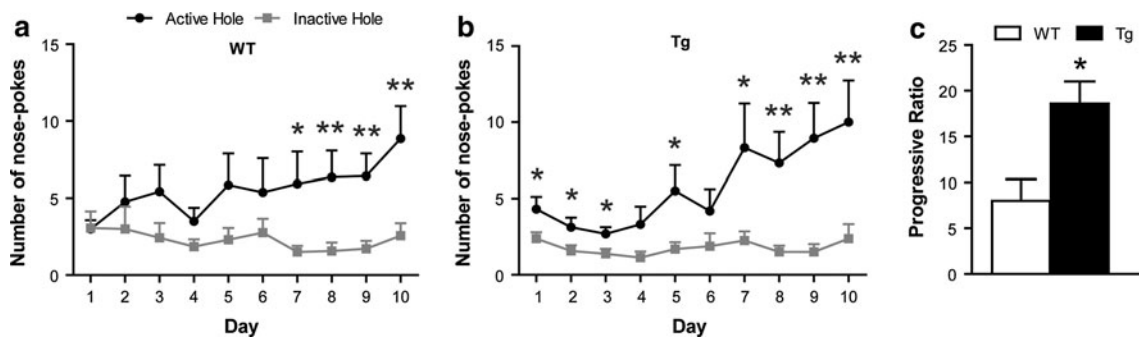 a
Active Hole
Inactive Hole
WT
Number of nose-pokes
15
10
5
0
*
**
**
**
1 2 3 4 5 6 7 8 9 10
Day
b
Tg
Number of nose-pokes
15
10
5
0
*
*
*
*
*
**
**
**
1 2 3 4 5 6 7 8 9 10
Day
c
WT
Tg
Progressive Ratio
25
20
15
10
5
0
*